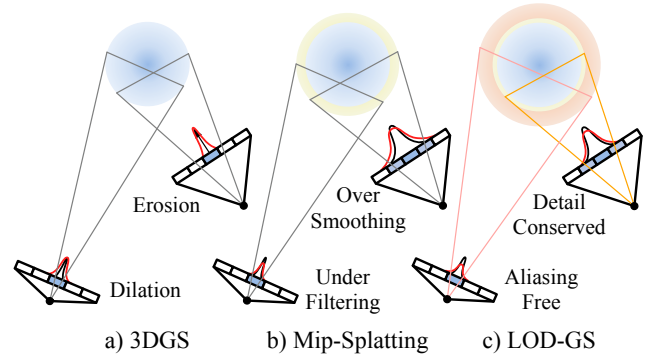 Erosion
Over
Smoothing
Detail
Conserved
Dilation
Under
Filtering
Aliasing
Free
a) 3DGS
b) Mip-Splatting
c) LOD-GS